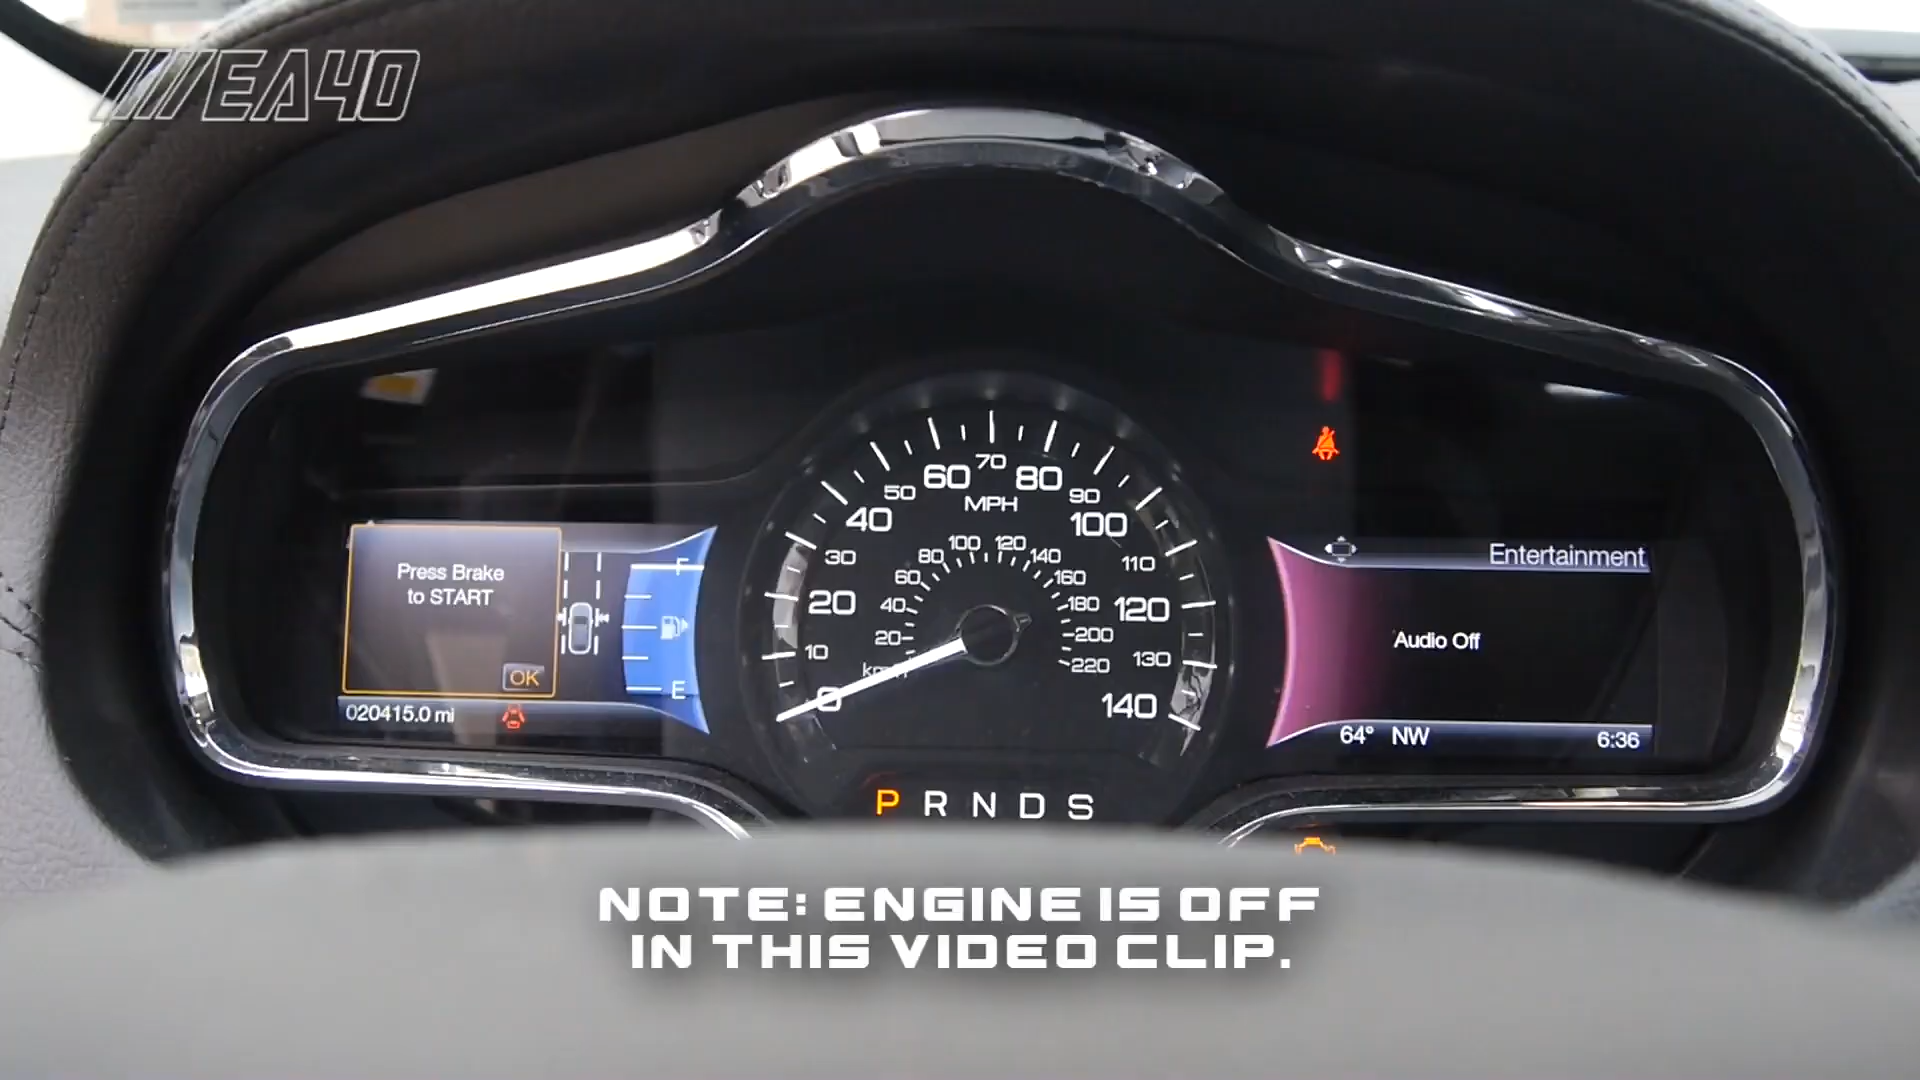 ///EA40
Press Brake
to START
OK
020415.0 mi
F
E
0
10
20
30
40
50
60
70
80
90
100
110
120
130
140
MPH
20
40
60
80
100
120
140
160
180
200
220
P R N D S
Entertainment
Audio Off
64° NW
6:36
NOTE: ENGINE IS OFF
IN THIS VIDEO CLIP.